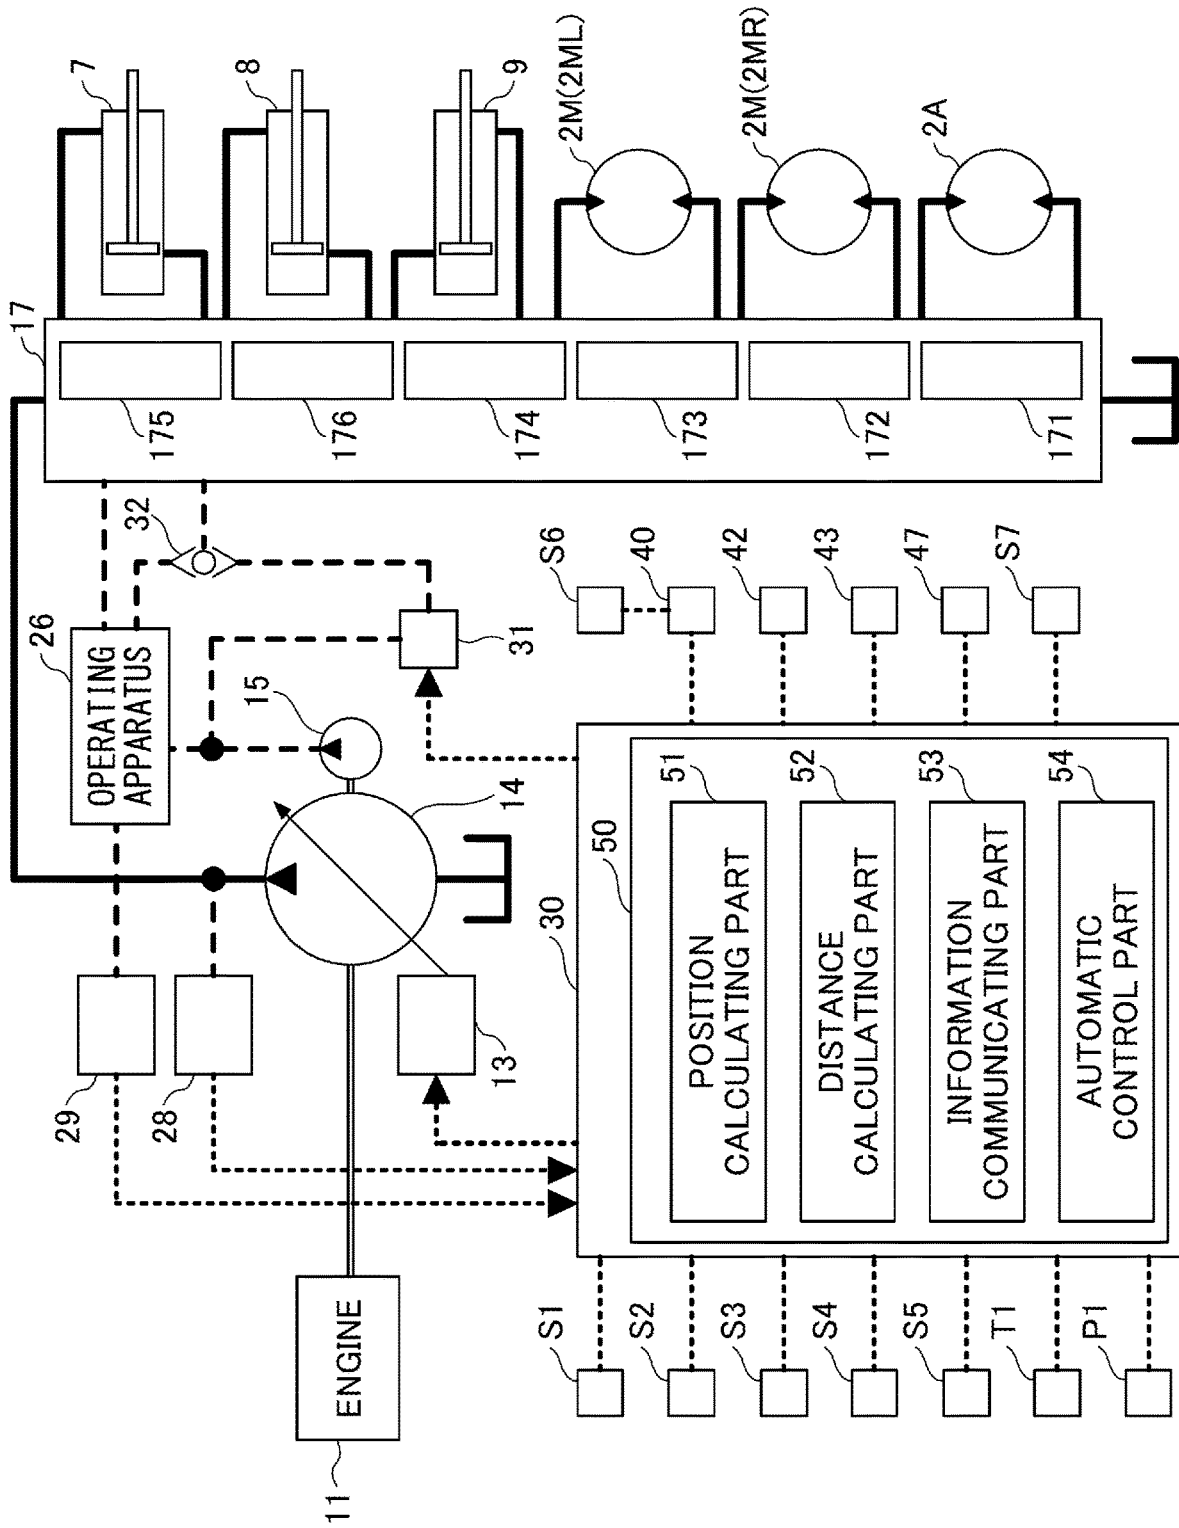 7
8
9
2M(2ML)
2M(2MR)
2A
17
175
176
174
173
172
171
32
26
OPERATING
APPARATUS
31
15
14
S6
40
42
43
47
S7
29
28
13
30
50
POSITION
CALCULATING PART
51
DISTANCE
CALCULATING PART
52
INFORMATION
COMMUNICATING PART
53
AUTOMATIC
CONTROL PART
54
ENGINE
11
S1
S2
S3
S4
S5
T1
P1